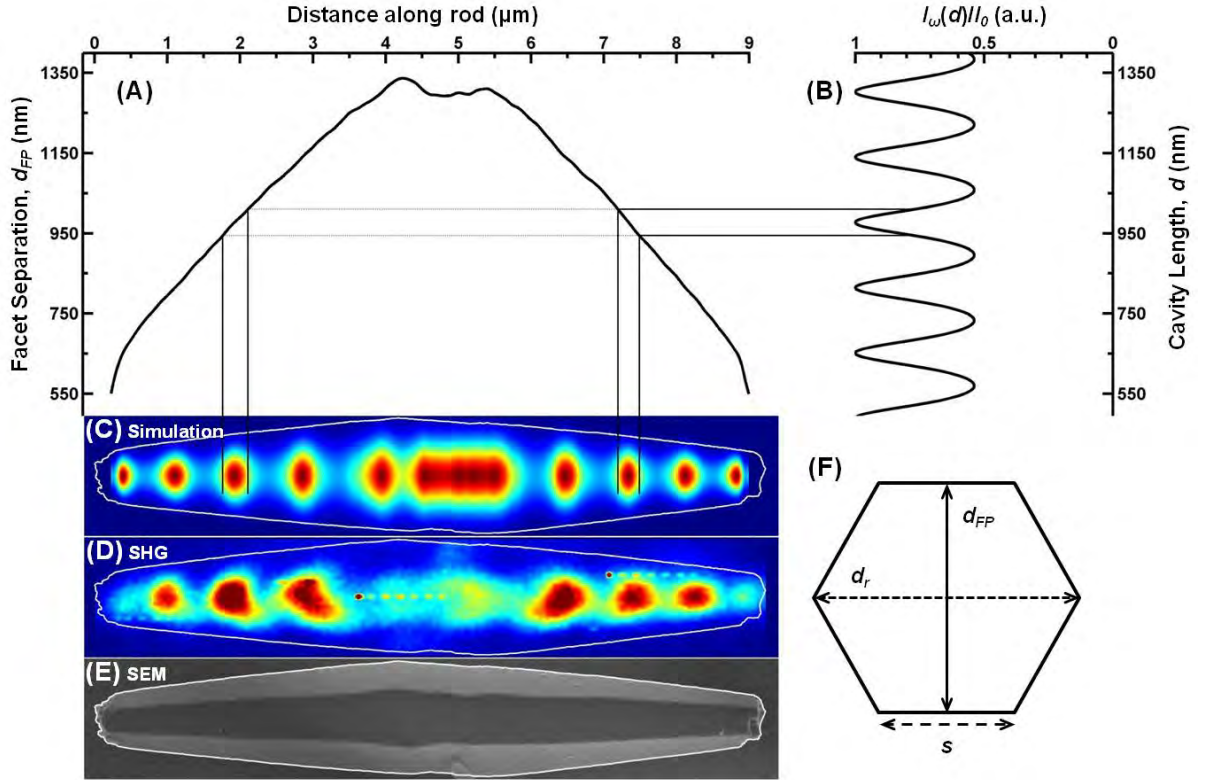 Distance along rod (µm)
0 1 2 3 4 5 6 7 8 9
Facet Separation, dFP (nm)
1350
1150
950
750
550
(A)
Iω(d)/I0 (a.u.)
1 0.5 0
(B)
1350
1150
950
750
550
Cavity Length, d (nm)
(C) Simulation
(D) SHG
(E) SEM
(F)
dFP
dr
s